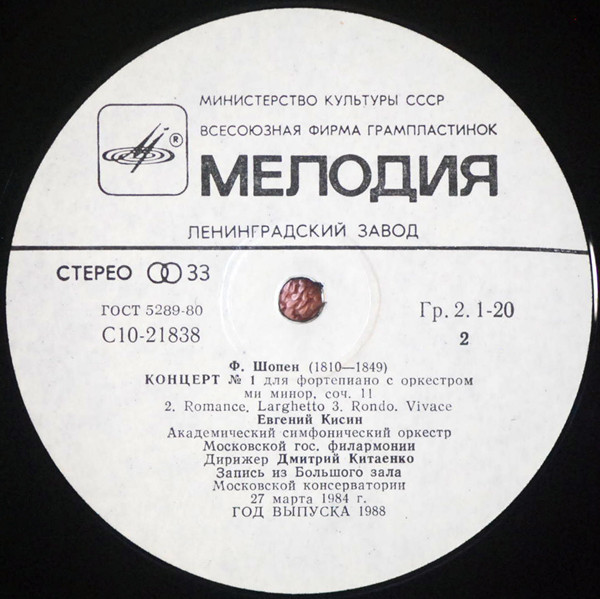 МИНИСТЕРСТВО КУЛЬТУРЫ СССР
ВСЕСОЮЗНАЯ ФИРМА ГРАМПЛАСТИНОК
®
МЕЛОДИЯ
ЛЕНИНГРАДСКИЙ ЗАВОД
СТЕРЕО 33
ГОСТ 5289-80
Гр. 2. 1-20
С10-21838
2
Ф. Шопен (1810—1849)
КОНЦЕРТ № 1 для фортепиано с оркестром
ми минор, соч. 11
2. Romance. Larghetto 3. Rondo. Vivace
Евгений Кисин
Академический симфонический оркестр
Московской гос. филармонии
Дирижер Дмитрий Китаенко
Запись из Большого зала
Московской консерватории
27 марта 1984 г.
ГОД ВЫПУСКА 1988